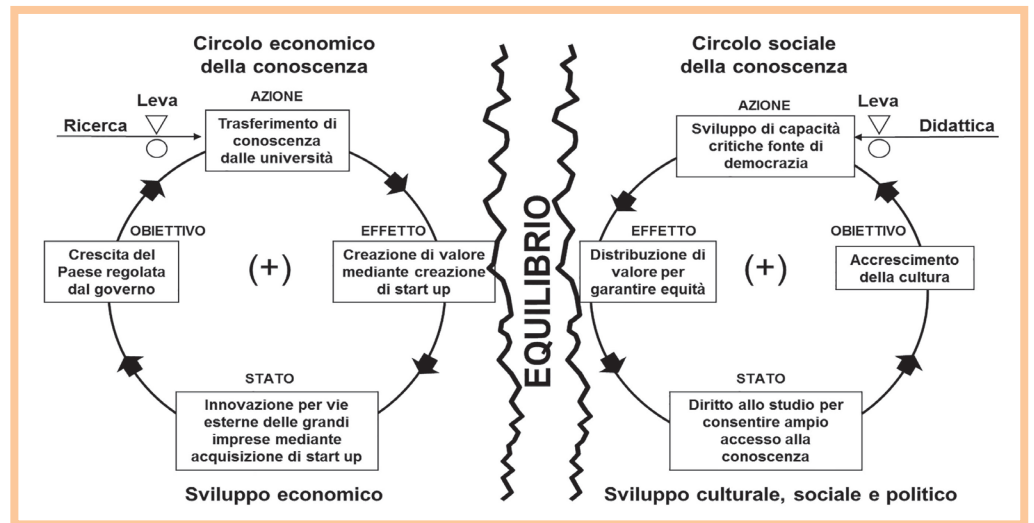 Circolo economico
della conoscenza
AZIONE
Leva
Ricerca
Trasferimento di
conoscenza
dalle università
EFFETTO
Creazione di valore
mediante creazione
di start up
STATO
Innovazione per vie
esterne delle grandi
imprese mediante
acquisizione di start up
OBIETTIVO
Crescita del
Paese regolata
dal governo
(+)
Sviluppo economico
EQUILIBRIO
Circolo sociale
della conoscenza
AZIONE
Leva
Didattica
Sviluppo di capacità
critiche fonte di
democrazia
EFFETTO
Distribuzione di
valore per
garantire equità
STATO
Diritto allo studio per
consentire ampio
accesso alla
conoscenza
OBIETTIVO
Accrescimento
della cultura
(+)
Sviluppo culturale, sociale e politico